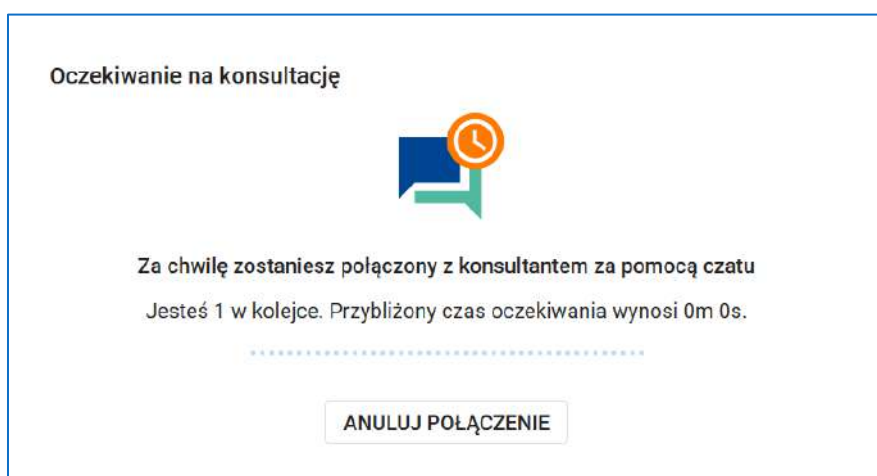 Oczekiwanie na konsultację
Za chwilę zostaniesz połączony z konsultantem za pomocą czatu
Jesteś 1 w kolejce. Przybliżony czas oczekiwania wynosi 0m 0s.
ANULUJ POŁĄCZENIE